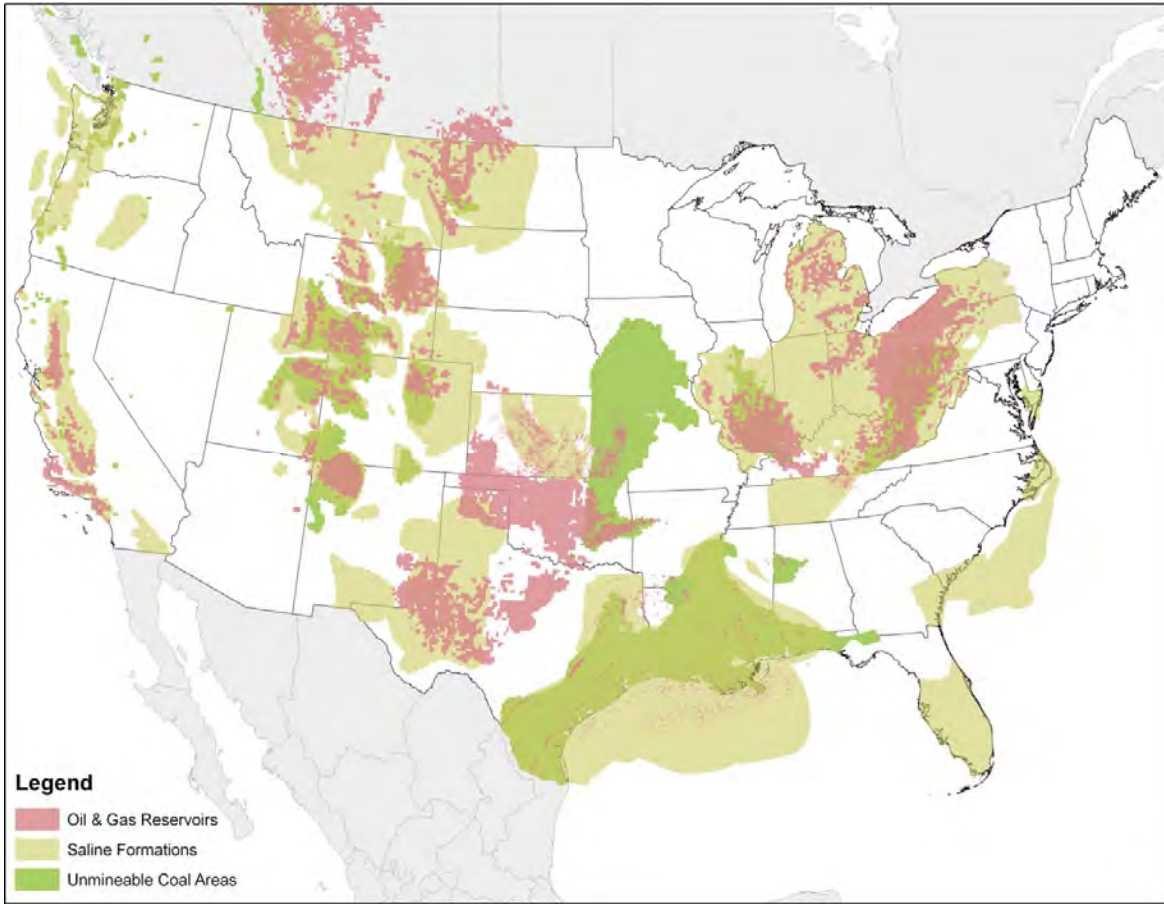 Legend
Oil & Gas Reservoirs
Saline Formations
Unmineable Coal Areas